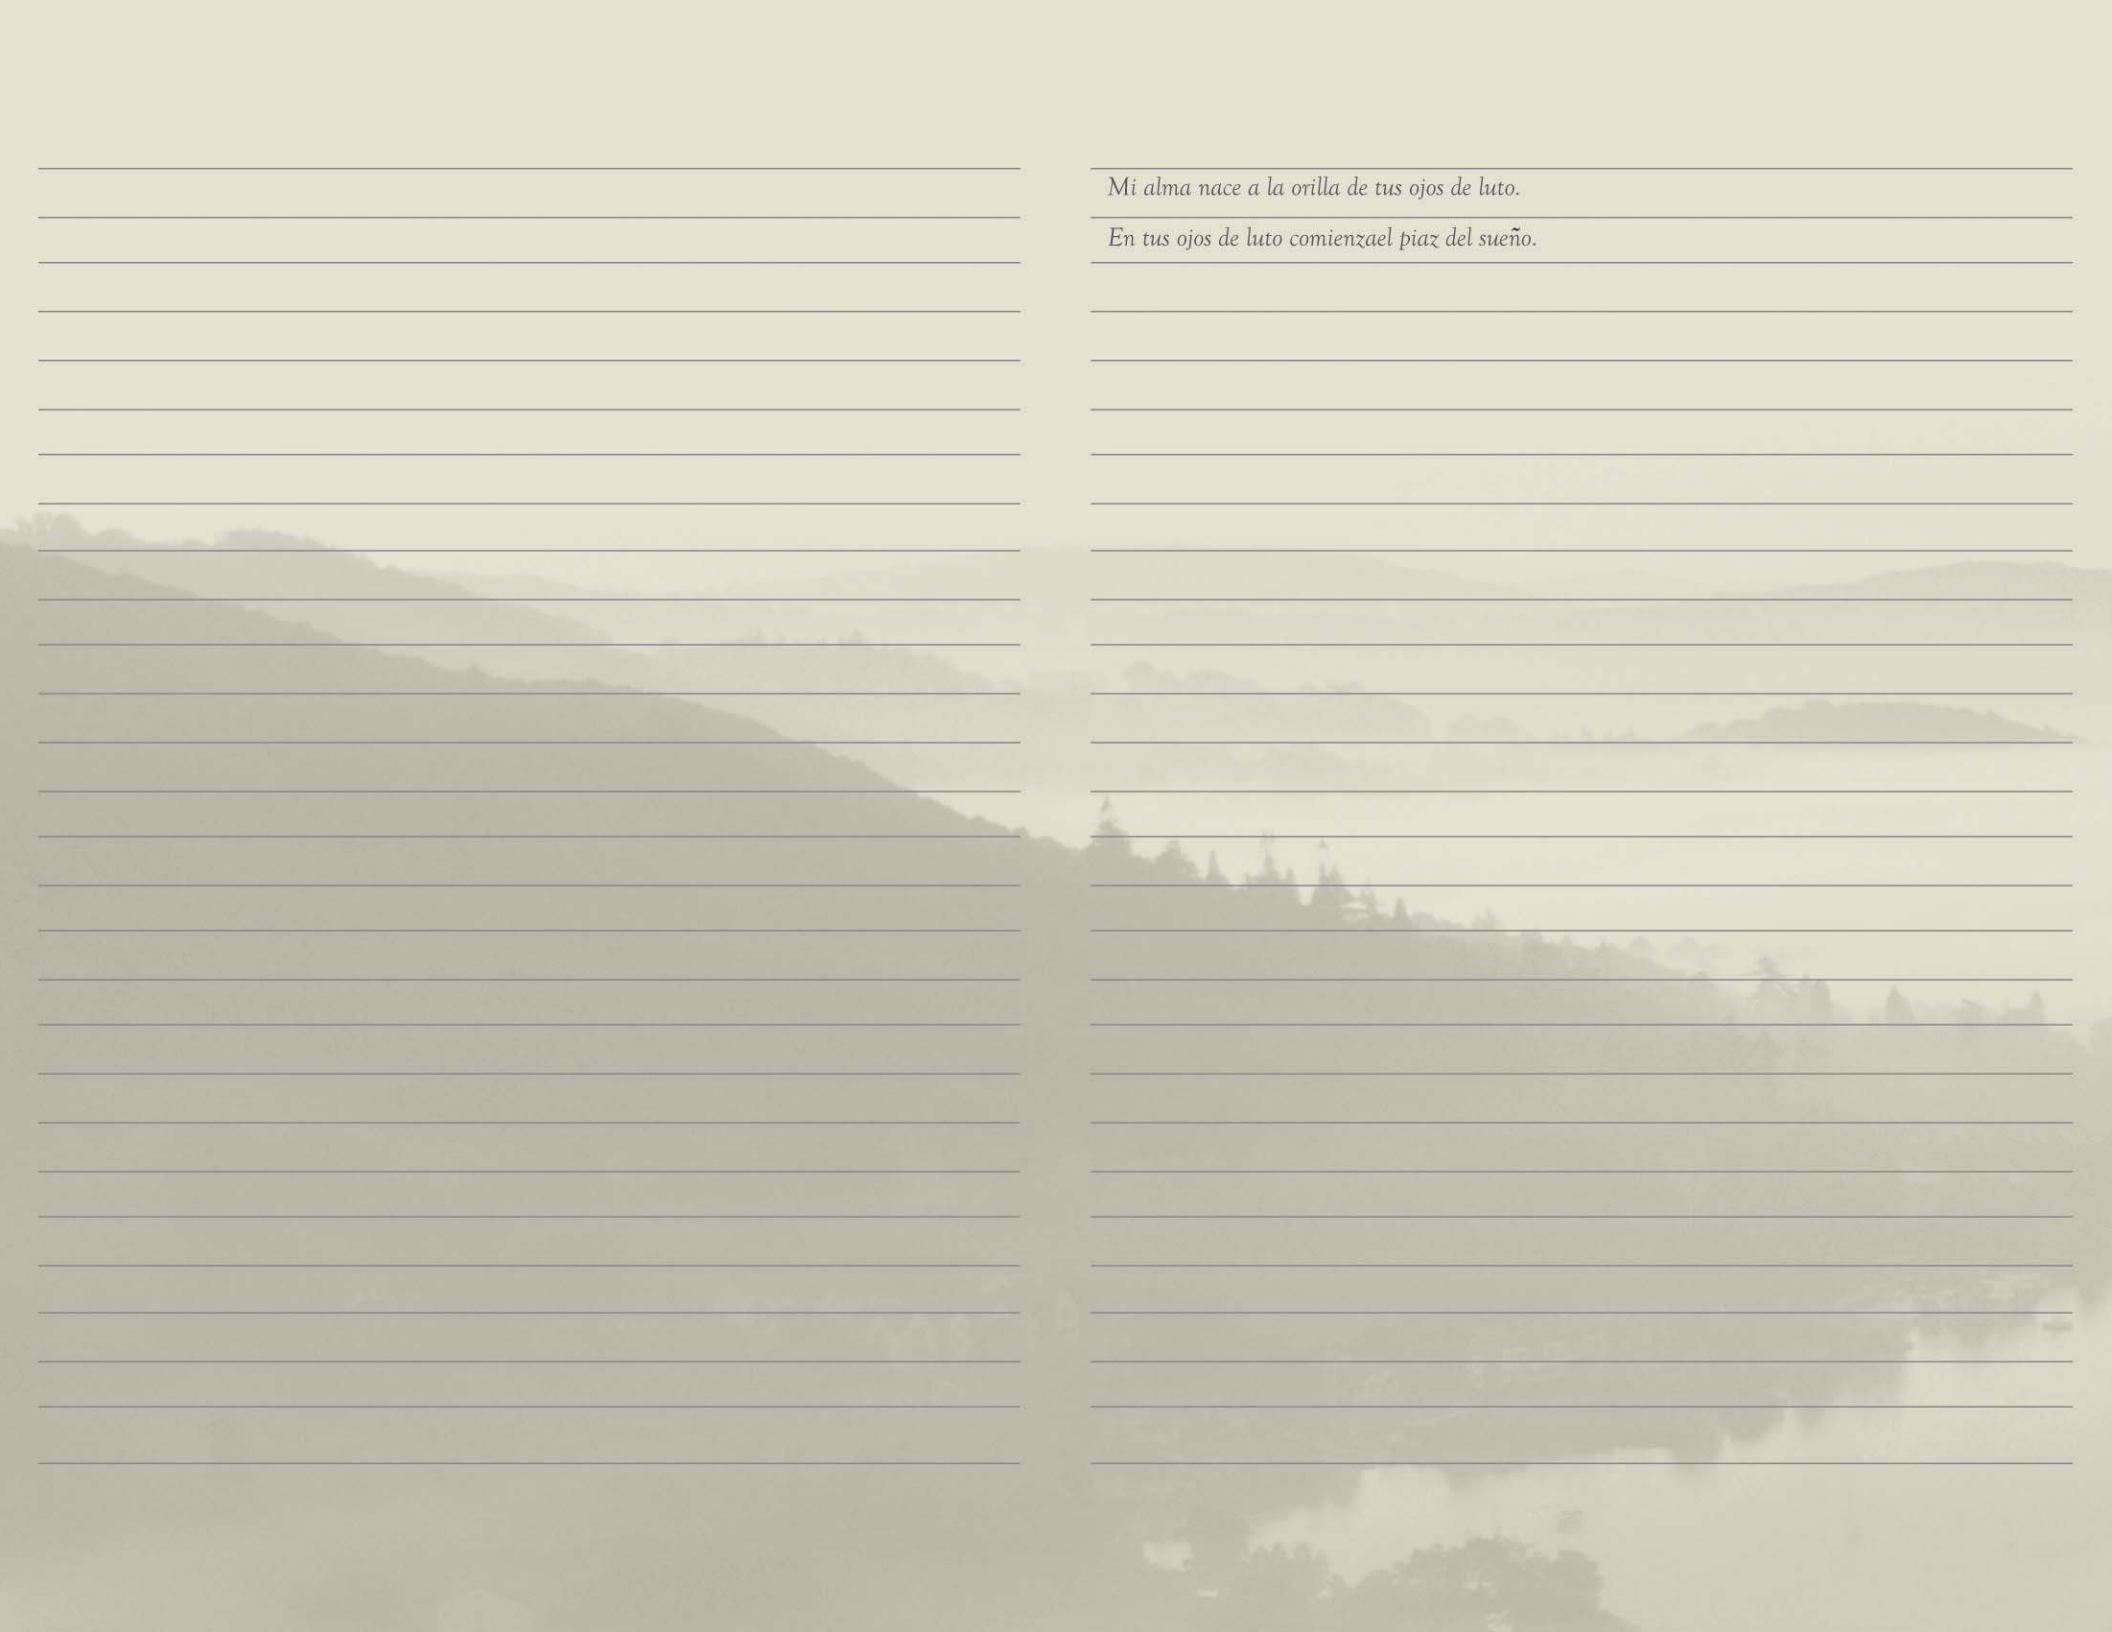 Mi alma nace a la orilla de tus ojos de luto.
En tus ojos de luto comienzael piaz del sueño.